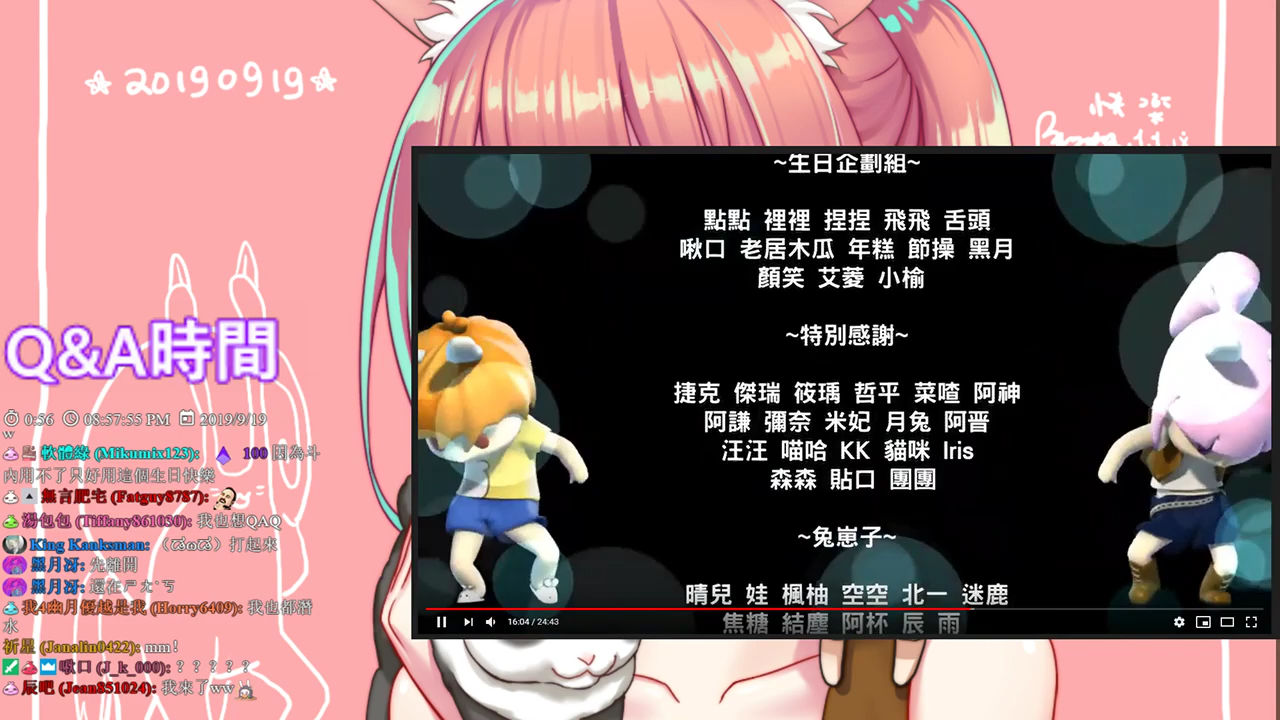 ☆20190919☆
快樂
~生日企劃組~
點點 裡裡 捏捏 飛飛 舌頭
啾口 老居木瓜 年糕 節操 黑月
顏笑 艾菱 小榆
~特別感謝~
捷克 傑瑞 筱瑀 哲平 菜喳 阿神
阿謙 彌奈 米妃 月兔 阿晋
汪汪 喵哈 KK 貓咪 Iris
森森 貼口 團團
~兔崽子~
晴兒 娃 楓柚 空空 北一 迷鹿
焦糖 結塵 阿杯 辰 雨
16:04 / 24:43
Q&A時間
0:56 08:57:55 PM 2019/9/19
w
軟體綠 (Mikumix123): 100 因為斗
內用不了只好用這個生日快樂
無言肥宅 (Fatguy8787):
湯包包 (Tiffany861030): 我也想QAQ
King Kanksman: 打起來
黑月冴: 先離開
黑月冴: 還在ㄕㄤˋㄎ
我4幽月優越是我 (Horry6409): 我也都潛
水
祈星 (Janalin0422): mm!
啾口 (J_k_000): ? ? ? ? ?
辰吧 (Jean851024): 我來了ww